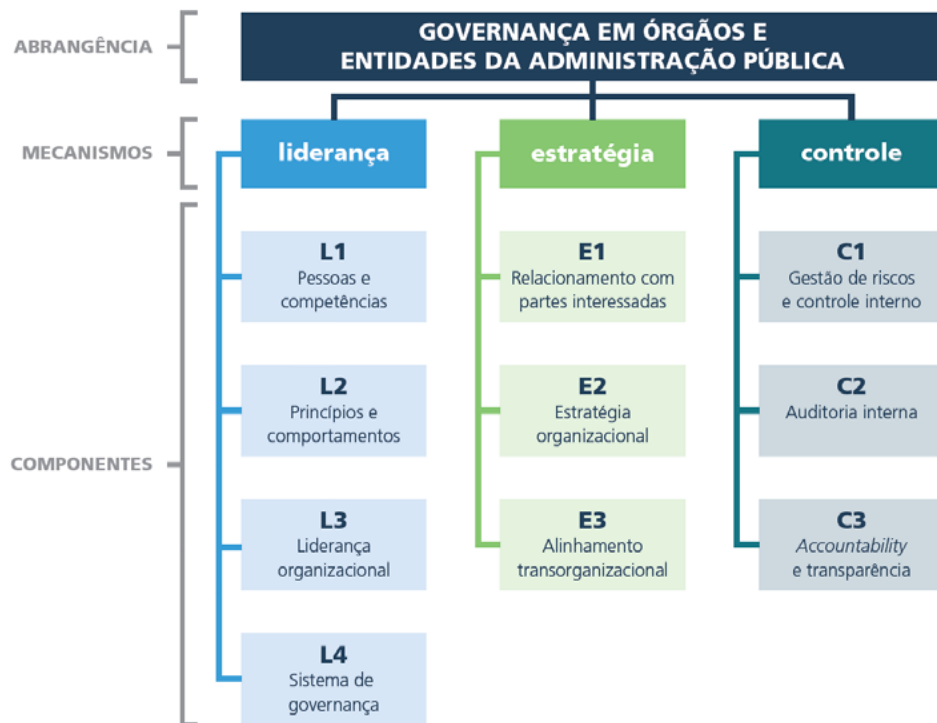 ABRANGÊNCIA
GOVERNANÇA EM ÓRGÃOS E
ENTIDADES DA ADMINISTRAÇÃO PÚBLICA
MECANISMOS
liderança
estratégia
controle
COMPONENTES
L1
Pessoas e
competências
L2
Princípios e
comportamentos
L3
Liderança
organizacional
L4
Sistema de
governança
E1
Relacionamento com
partes interessadas
E2
Estratégia
organizacional
E3
Alinhamento
transorganizacional
C1
Gestão de riscos
e controle interno
C2
Auditoria interna
C3
Accountability
e transparência